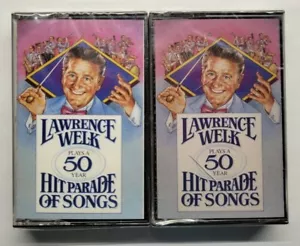 LAWRENCE
WELK
PLAYS A
50
YEAR
HIT PARADE
OF SONGS
LAWRENCE
WELK
PLAYS A
50
YEAR
HIT PARADE
OF SONGS